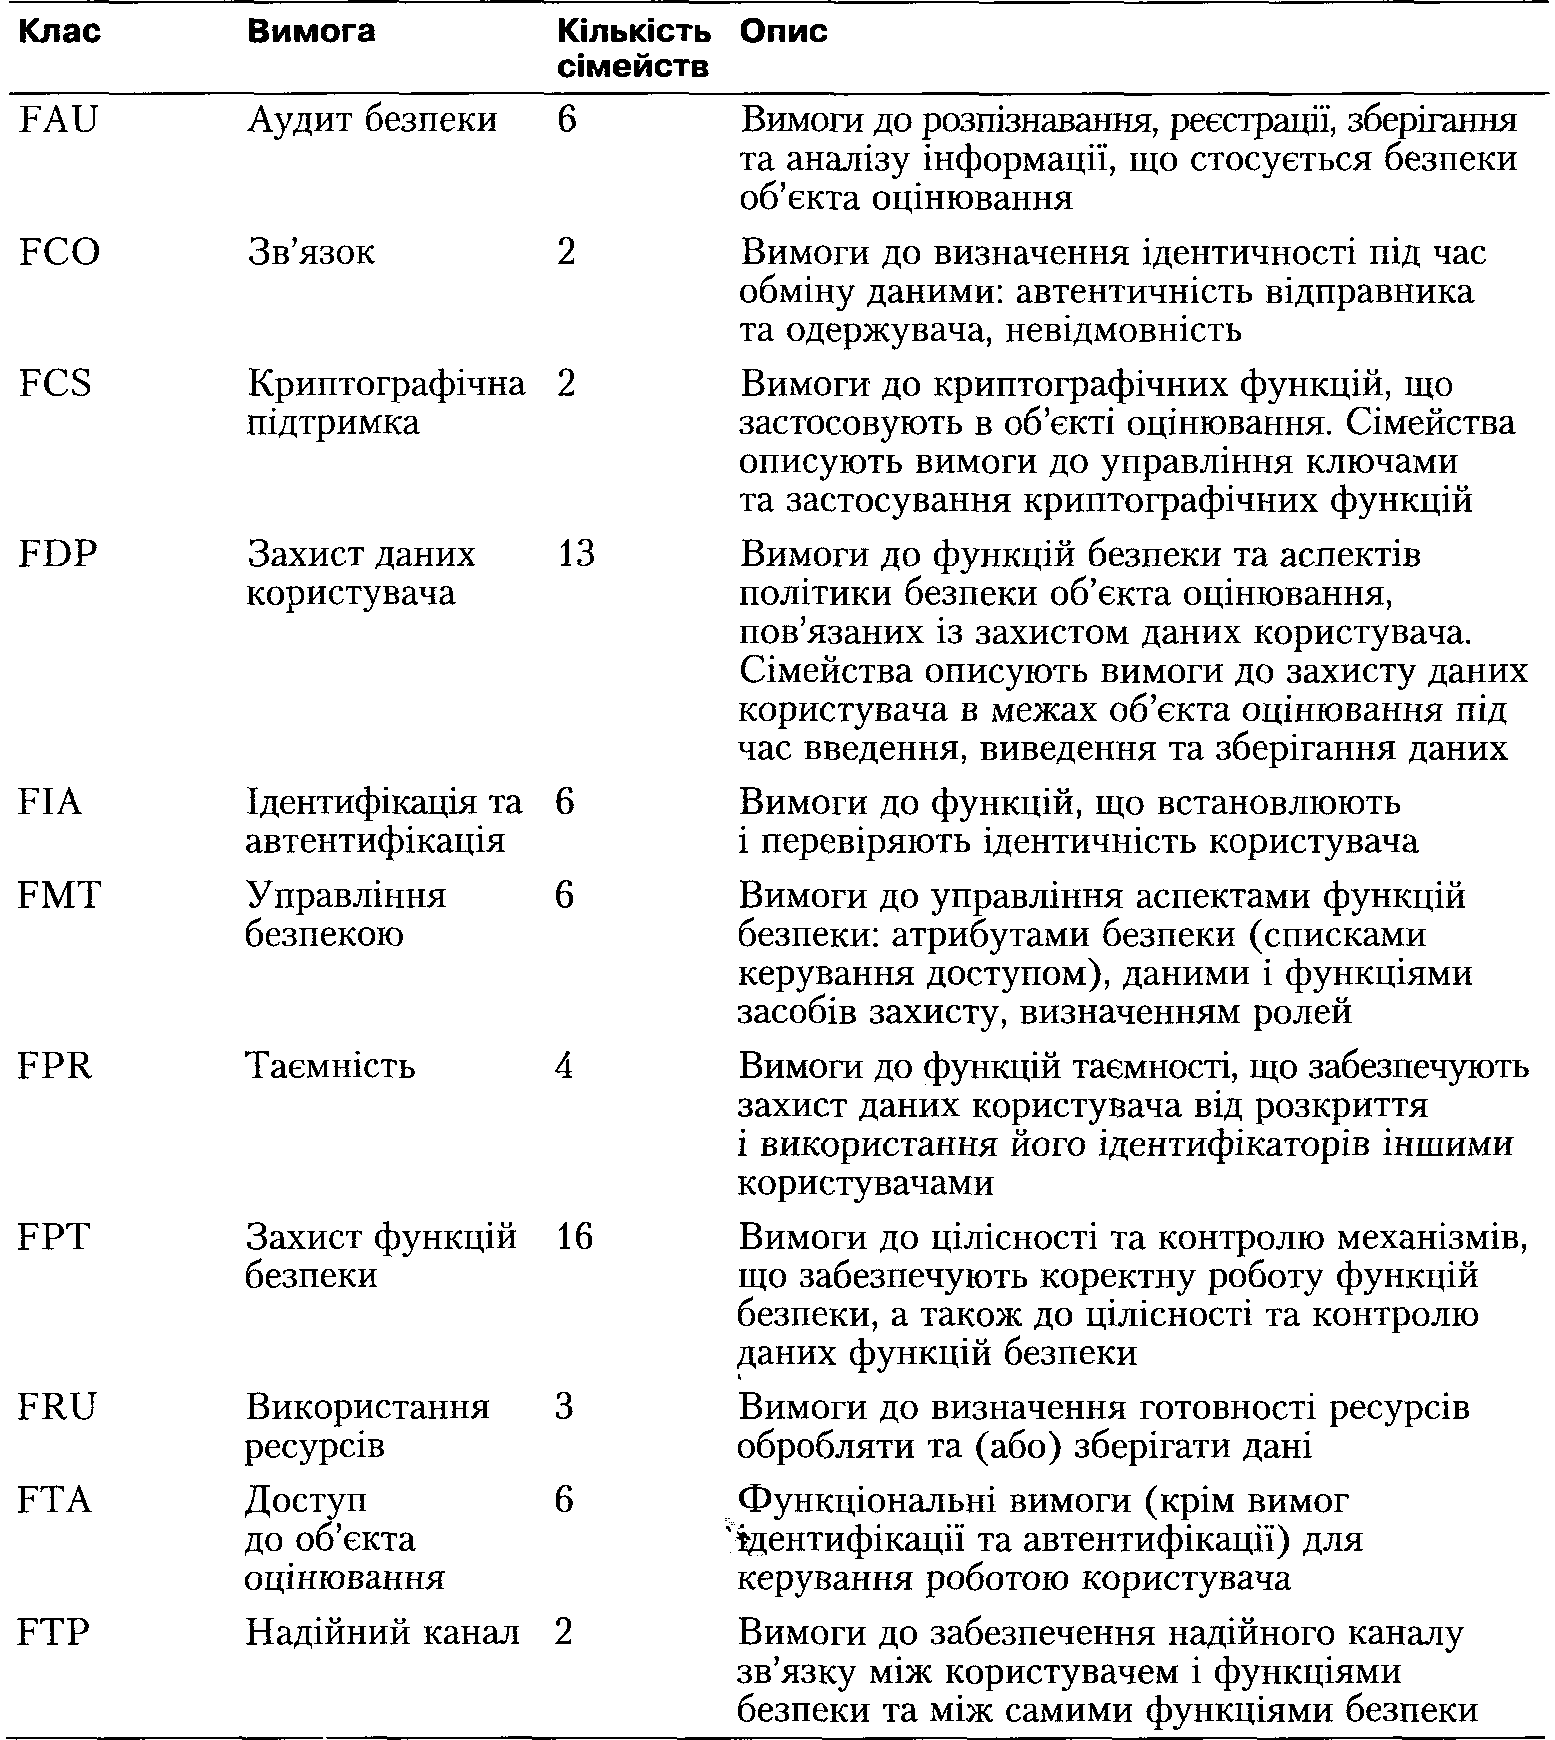 Клас Вимога Кількість Опис
сімейств
FAU Аудит безпеки 6 Вимоги до розпізнавання, реєстрації, зберігання
та аналізу інформації, що стосується безпеки
об’єкта оцінювання
FCO Зв’язок 2 Вимоги до визначення ідентичності під час
обміну даними: автентичність відправника
та одержувача, невідмовність
FCS Криптографічна 2 Вимоги до криптографічних функцій, що
підтримка застосовують в об’єкті оцінювання. Сімейства
описують вимоги до управління ключами
та застосування криптографічних функцій
FDP Захист даних 13 Вимоги до функцій безпеки та аспектів
користувача політики безпеки об’єкта оцінювання,
пов’язаних із захистом даних користувача.
Сімейства описують вимоги до захисту даних
користувача в межах об’єкта оцінювання під
час введення, виведення та зберігання даних
FIA Ідентифікація та 6 Вимоги до функцій, що встановлюють
автентифікація і перевіряють ідентичність користувача
FMT Управління 6 Вимоги до управління аспектами функцій
безпекою безпеки: атрибутами безпеки (списками
керування доступом), даними і функціями
засобів захисту, визначенням ролей
FPR Таємність 4 Вимоги до функцій таємності, що забезпечують
захист даних користувача від розкриття
і використання його ідентифікаторів іншими
користувачами
FPT Захист функцій 16 Вимоги до цілісності та контролю механізмів,
безпеки що забезпечують коректну роботу функцій
безпеки, а також до цілісності та контролю
даних функцій безпеки
FRU Використання 3 Вимоги до визначення готовності ресурсів
ресурсів обробляти та (або) зберігати дані
FTA Доступ 6 Функціональні вимоги (крім вимог
до об’єкта ідентифікації та автентифікації) для
оцінювання керування роботою користувача
FTP Надійний канал 2 Вимоги до забезпечення надійного каналу
зв’язку між користувачем і функціями
безпеки та між самими функціями безпеки